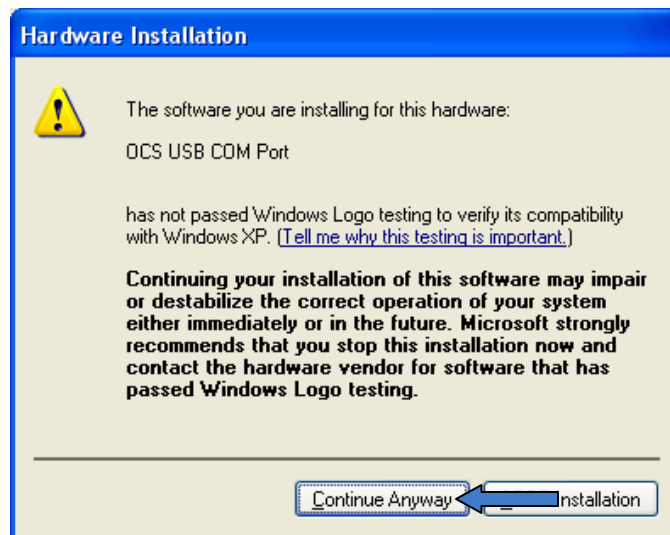 Hardware Installation
The software you are installing for this hardware:
OCS USB COM Port
has not passed Windows Logo testing to verify its compatibility
with Windows XP. (Tell me why this testing is important.)
Continuing your installation of this software may impair
or destabilize the correct operation of your system
either immediately or in the future. Microsoft strongly
recommends that you stop this installation now and
contact the hardware vendor for software that has
passed Windows Logo testing.
Continue Anyway